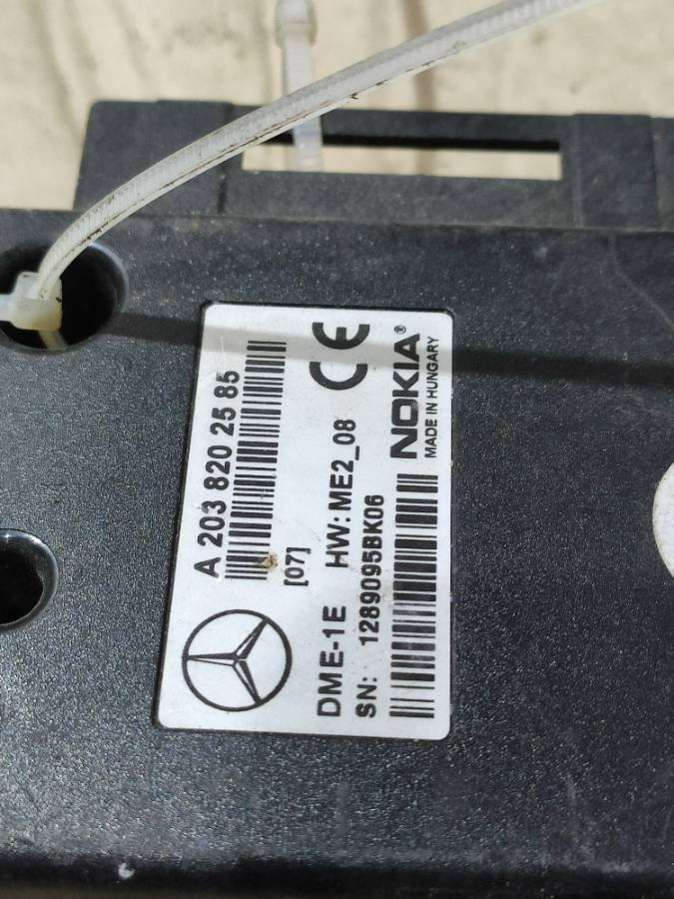 A 203 820 25 85
[07]
DME-1E HW: ME2_08
SN: 1289095BK06
CE
NOKIA®
MADE IN HUNGARY